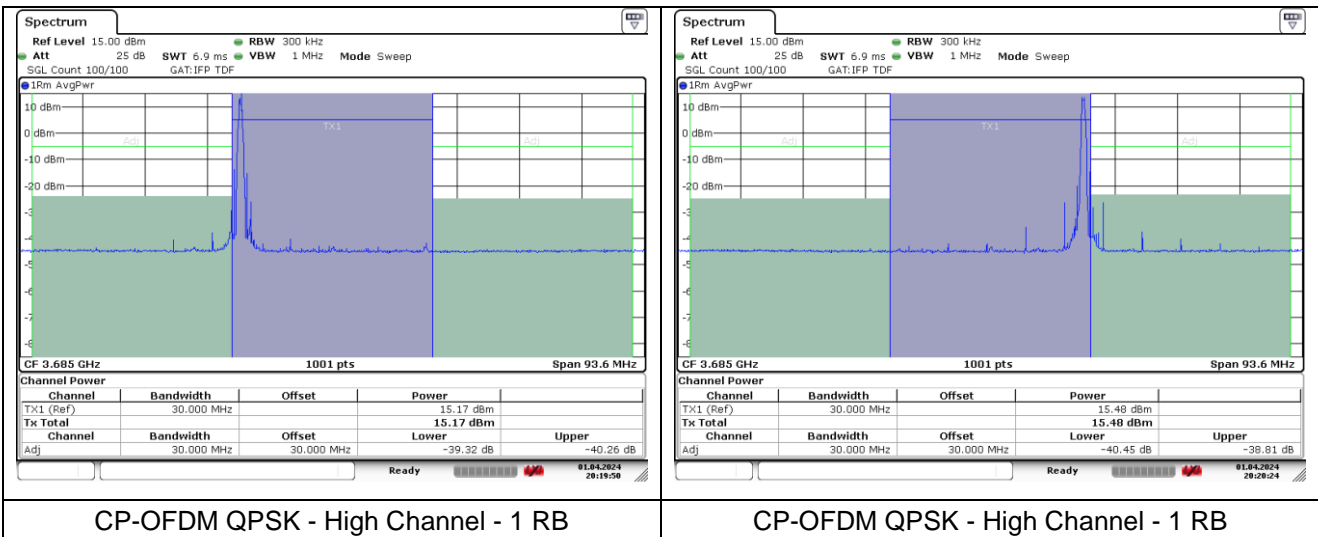 Spectrum
Ref Level 15.00 dBm RBW 300 kHz
Att 25 dB SWT 6.9 ms VBW 1 MHz Mode Sweep
SGL Count 100/100 GAT:IFP TDF
1Rm AvgPwr
10 dBm
TX1
0 dBm
Adj Adj
-10 dBm
-20 dBm
CF 3.685 GHz 1001 pts Span 93.6 MHz
Channel Power
Channel Bandwidth Offset Power
TX1 (Ref) 30.000 MHz 15.17 dBm
Tx Total 15.17 dBm
Channel Bandwidth Offset Lower Upper
Adj 30.000 MHz 30.000 MHz -39.32 dB -40.26 dB
Ready 01.04.2024
20:19:50
CP-OFDM QPSK - High Channel - 1 RB
Spectrum
Ref Level 15.00 dBm RBW 300 kHz
Att 25 dB SWT 6.9 ms VBW 1 MHz Mode Sweep
SGL Count 100/100 GAT:IFP TDF
1Rm AvgPwr
10 dBm
TX1
0 dBm
Adj Adj
-10 dBm
-20 dBm
CF 3.685 GHz 1001 pts Span 93.6 MHz
Channel Power
Channel Bandwidth Offset Power
TX1 (Ref) 30.000 MHz 15.48 dBm
Tx Total 15.48 dBm
Channel Bandwidth Offset Lower Upper
Adj 30.000 MHz 30.000 MHz -40.45 dB -38.81 dB
Ready 01.04.2024
20:20:24
CP-OFDM QPSK - High Channel - 1 RB